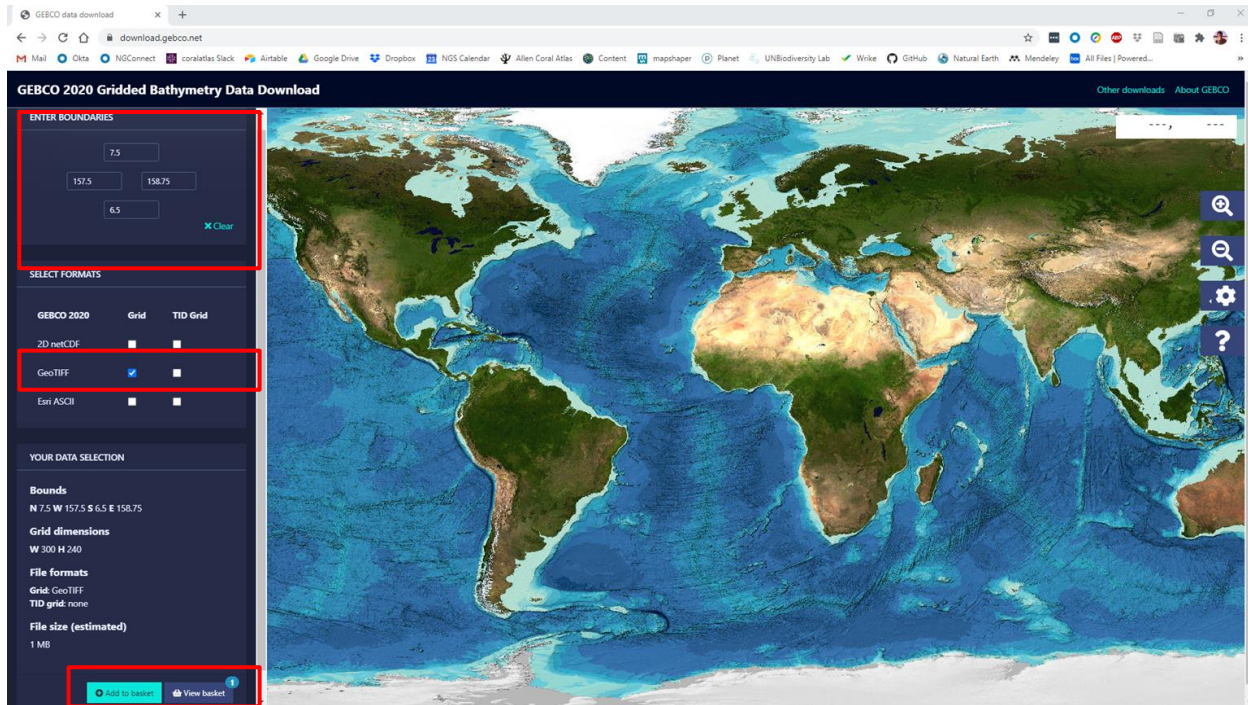 GEBCO data download
download.gebco.net
Mail Okta NGConnect coralatlas Slack Airtable Google Drive Dropbox NGS Calendar Allen Coral Atlas Content mapshaper Planet UNBiodiversity Lab Wrike GitHub Natural Earth Mendeley All Files | Powered... »
GEBCO 2020 Gridded Bathymetry Data Download
Other downloads About GEBCO
ENTER BOUNDARIES
7.5
157.5 158.75
6.5
Clear
SELECT FORMATS
GEBCO 2020 Grid TID Grid
2D netCDF
GeoTIFF
Esri ASCII
YOUR DATA SELECTION
Bounds
N 7.5 W 157.5 S 6.5 E 158.75
Grid dimensions
W 300 H 240
File formats
Grid: GeoTIFF
TID grid: none
File size (estimated)
1 MB
Add to basket View basket 1
---, ---
?